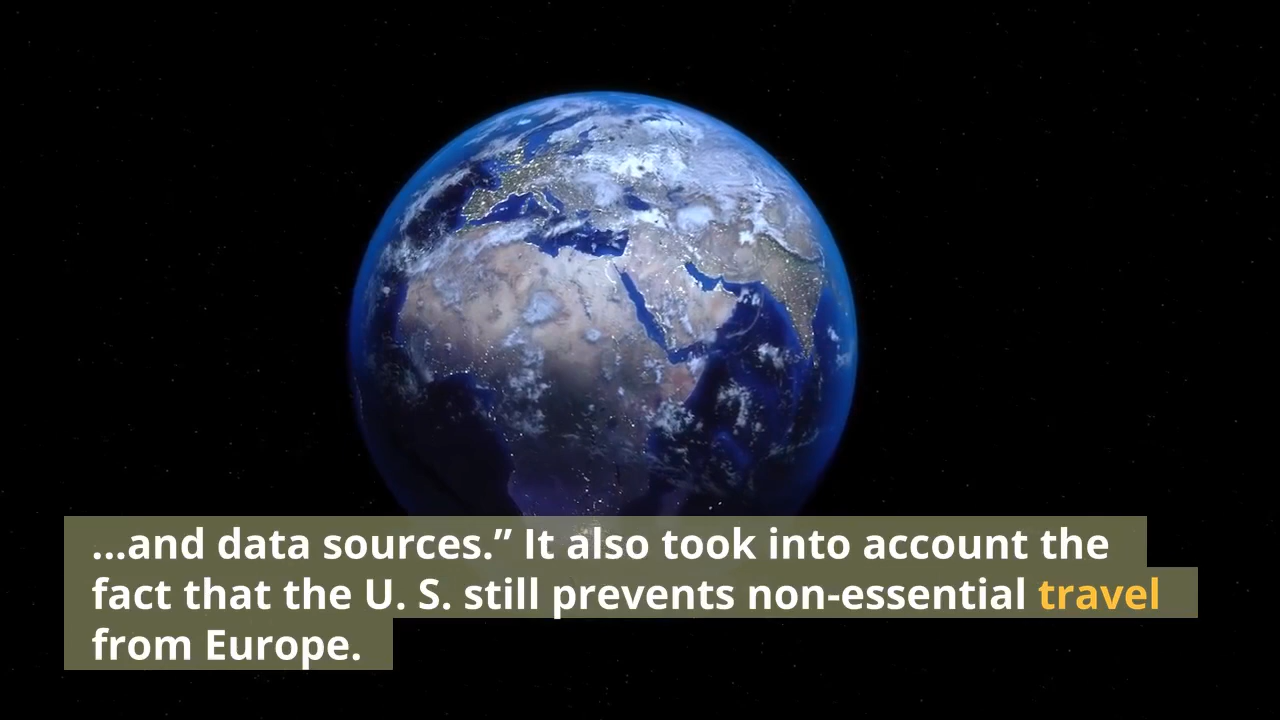 ...and data sources.” It also took into account the
fact that the U. S. still prevents non-essential travel
from Europe.